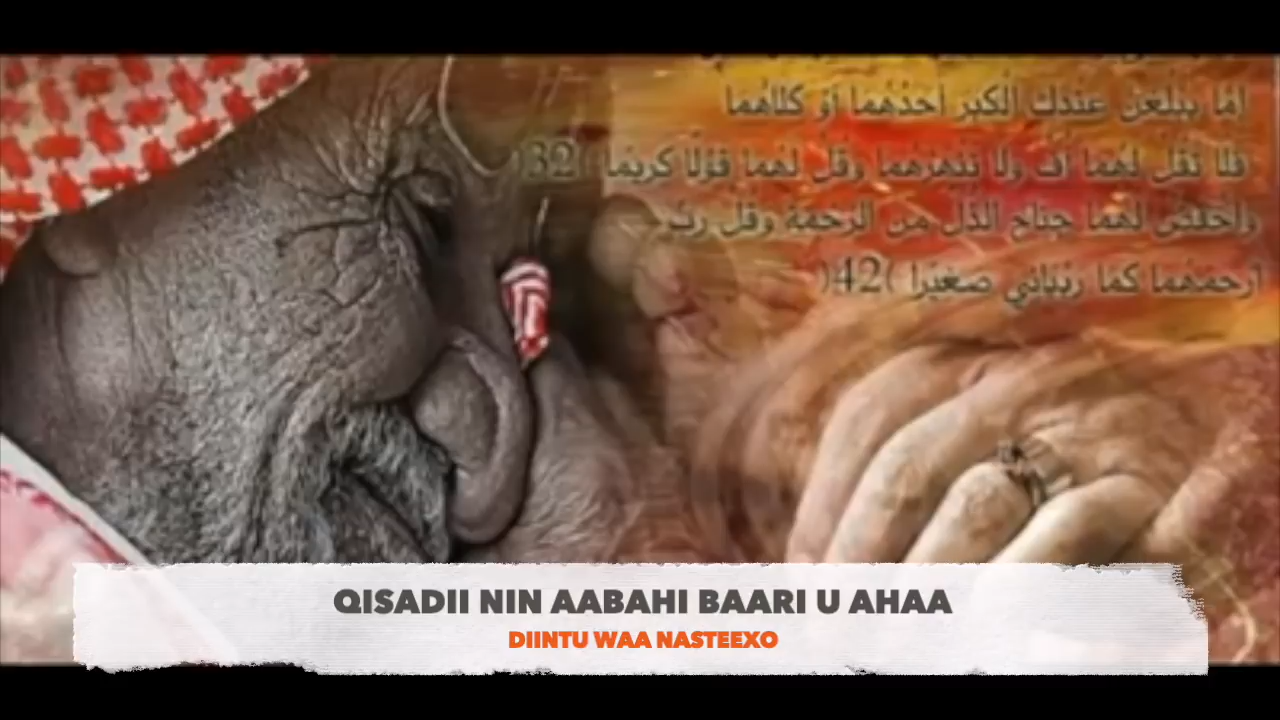 إما يبلغن عندك الكبر أحدهما أو كلاهما
فلا تقل لهما أف ولا تنهرهما وقل لهما قولا كريما )32(
واخفض لهما جناح الذل من الرحمة وقل رب
ارحمهما كما ربياني صغيرا )42(
QISADII NIN AABAHI BAARI U AHAA
DIINTU WAA NASTEEXO